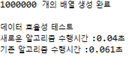 1000000 개의 배열 생성 완료
데이터 효율성 테스트
새로운 알고리즘 수행시간 :0.04초
기존 알고리즘 수행시간 :0.061초